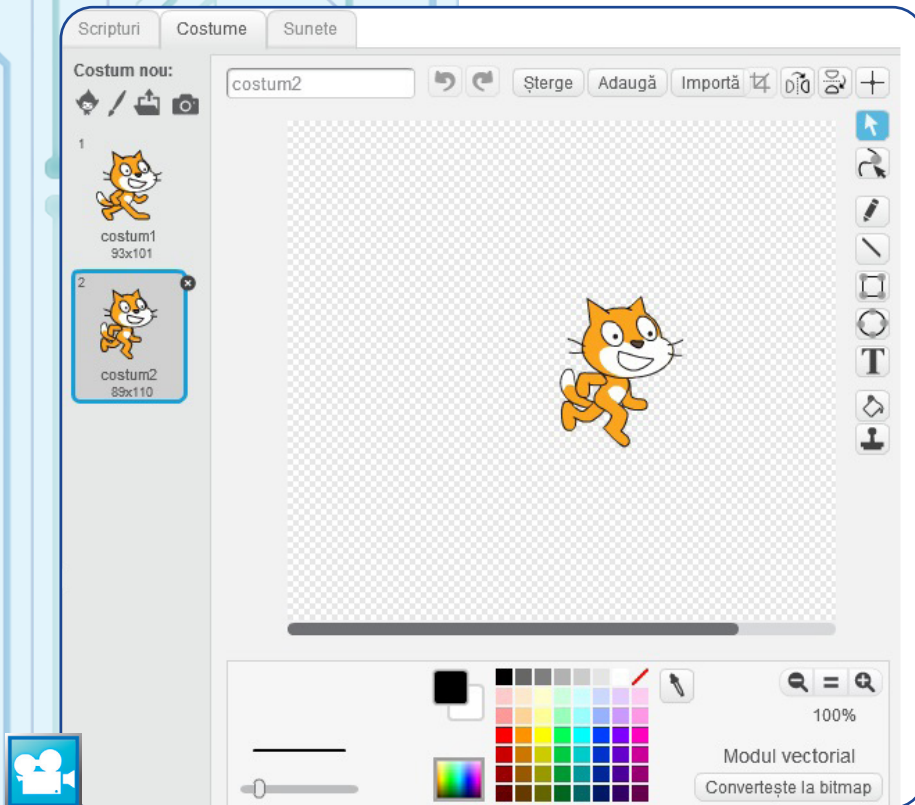 Scripturi Costume Sunete
Costum nou:
costum2 Șterge Adaugă Importă
1
costum1
93x101
2
costum2
89x110
T
100%
Modul vectorial
Convertește la bitmap